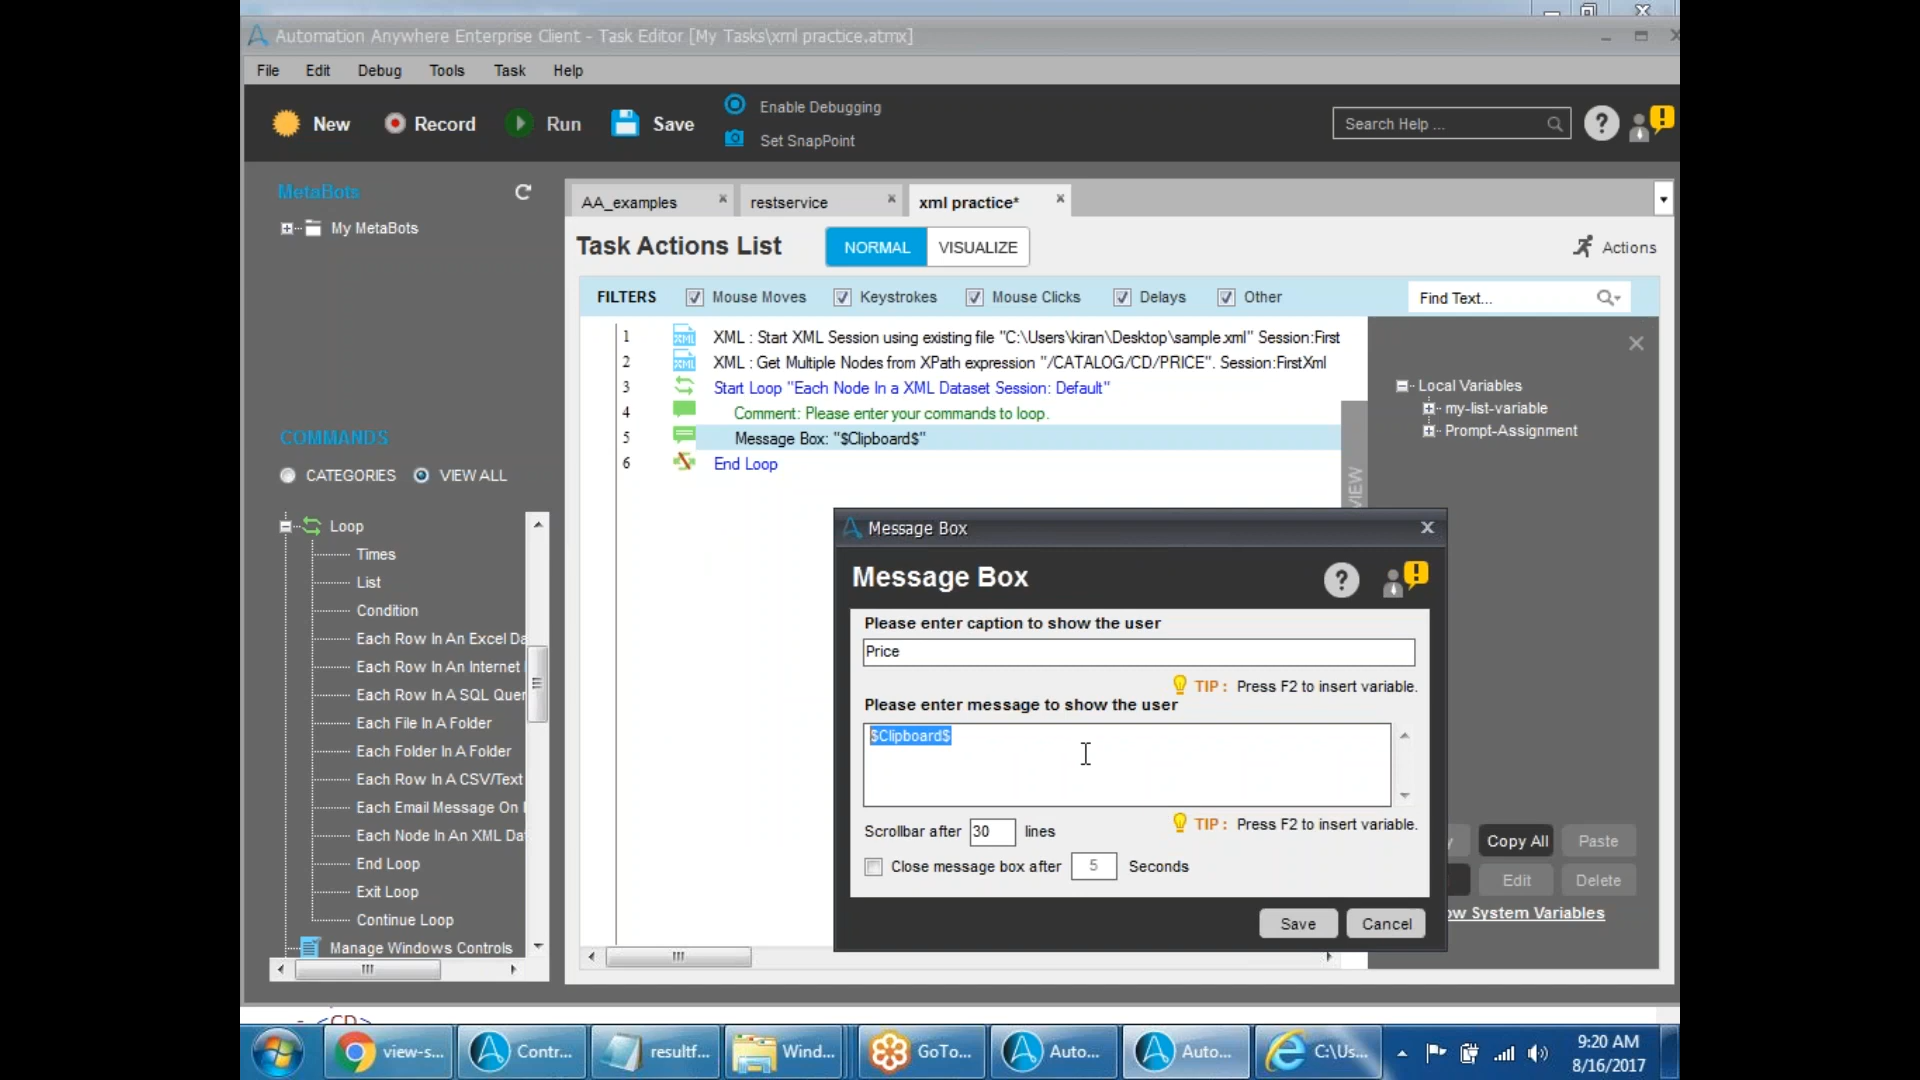 Automation Anywhere Enterprise Client - Task Editor [My Tasks\xml practice.atmx]
File Edit Debug Tools Task Help
New Record Run Save
Enable Debugging
Set SnapPoint
Search Help ...
MetaBots
My MetaBots
AA_examples restservice xml practice*
Task Actions List NORMAL VISUALIZE Actions
FILTERS Mouse Moves Keystrokes Mouse Clicks Delays Other Find Text...
1 XML : Start XML Session using existing file "C:\Users\kiran\Desktop\sample.xml" Session:First
2 XML : Get Multiple Nodes from XPath expression "/CATALOG/CD/PRICE". Session:FirstXml
3 Start Loop "Each Node In a XML Dataset Session: Default"
4 Comment: Please enter your commands to loop.
5 Message Box: "$Clipboard$"
6 End Loop
Local Variables
my-list-variable
Prompt-Assignment
COMMANDS
CATEGORIES VIEW ALL
Loop
Times
List
Condition
Each Row In An Excel Da
Each Row In An Internet
Each Row In A SQL Quer
Each File In A Folder
Each Folder In A Folder
Each Row In A CSV/Text
Each Email Message On
Each Node In An XML Da
End Loop
Exit Loop
Continue Loop
Manage Windows Controls
Message Box
Message Box
Please enter caption to show the user
Price
TIP : Press F2 to insert variable.
Please enter message to show the user
$Clipboard$
TIP : Press F2 to insert variable.
Scrollbar after 30 lines
Close message box after 5 Seconds
Save Cancel
Copy All Paste
Edit Delete
ow System Variables
- <CD>
view-s... Contr... resultf... Wind... GoTo... Auto... Auto... C:\Us...
9:20 AM
8/16/2017